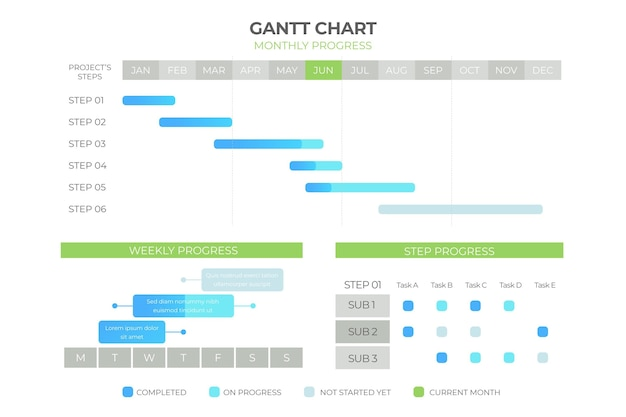 GANTT CHART
MONTHLY PROGRESS
PROJECT'S
STEPS
JAN FEB MAR APR MAY JUN JUL AUG SEP OCT NOV DEC
STEP 01
STEP 02
STEP 03
STEP 04
STEP 05
STEP 06
WEEKLY PROGRESS
Sed diam nonummy nibh
euismod tincidunt ut
Lorem ipsum dolor
sit amet
M T W T F S S
STEP PROGRESS
STEP 01 Task A Task B Task C Task D Task E
SUB 1
SUB 2
SUB 3
COMPLETED ON PROGRESS NOT STARTED YET CURRENT MONTH